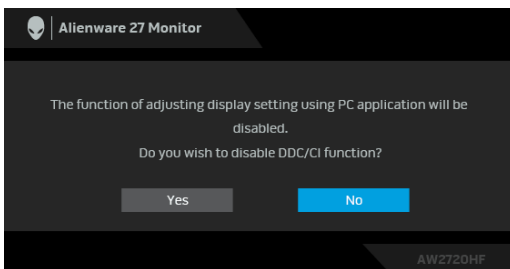 Alienware 27 Monitor
The function of adjusting display setting using PC application will be
disabled.
Do you wish to disable DDC/CI function?
Yes No
AW2720HF